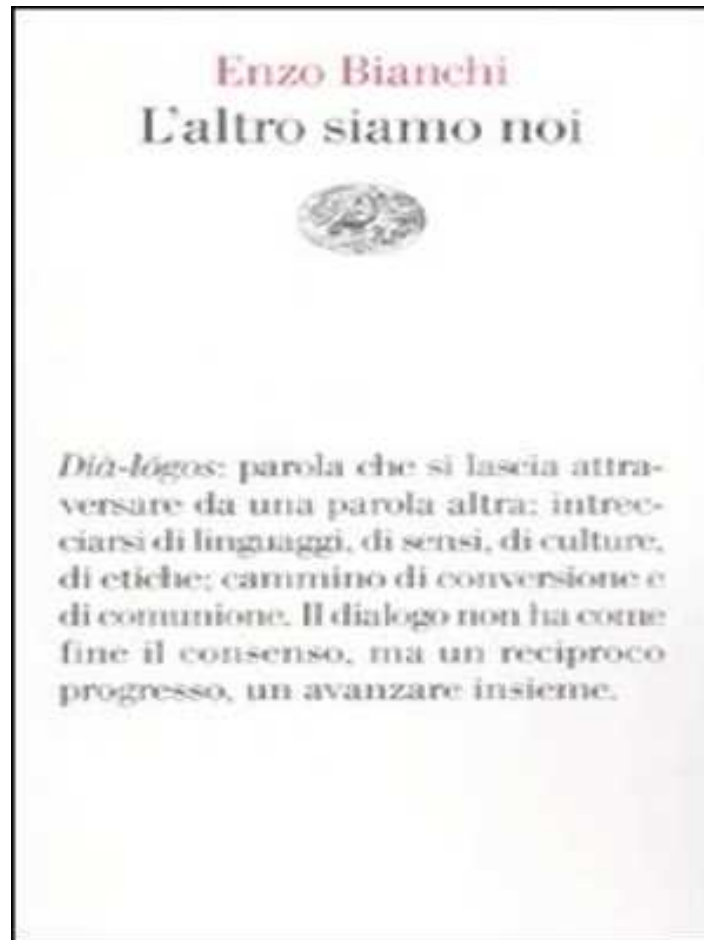 Enzo Bianchi
L'altro siamo noi
Dià-lógos: parola che si lascia attra-
versare da una parola altra; intrec-
ciarsi di linguaggi, di sensi, di culture,
di etiche; cammino di conversione e
di comunione. Il dialogo non ha come
fine il consenso, ma un reciproco
progresso, un avanzare insieme.